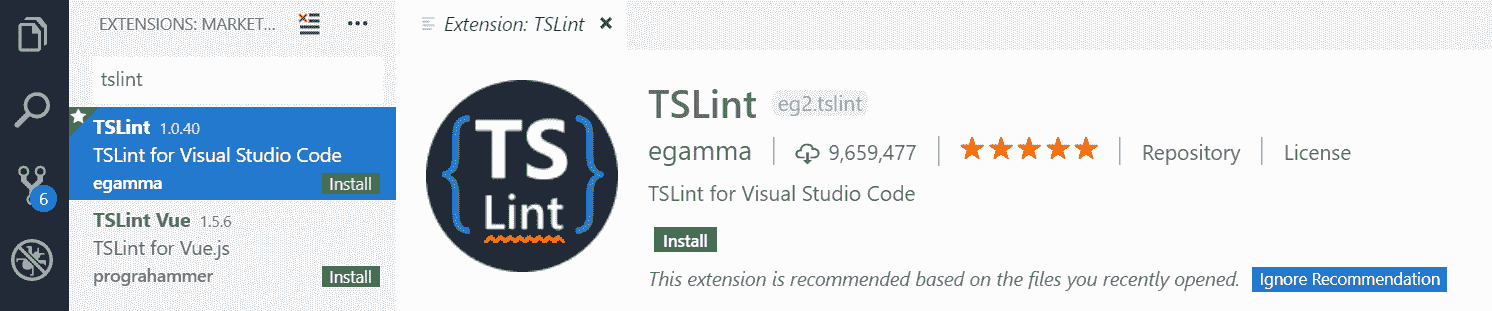 EXTENSIONS: MARKET...
tslint
TSLint 1.0.40
TSLint for Visual Studio Code
egamma Install
TSLint Vue 1.5.6
TSLint for Vue.js
prograhammer Install
6
Extension: TSLint
{TS
Lint}
TSLint eg2.tslint
egamma 9,659,477 Repository License
TSLint for Visual Studio Code
Install
This extension is recommended based on the files you recently opened. Ignore Recommendation